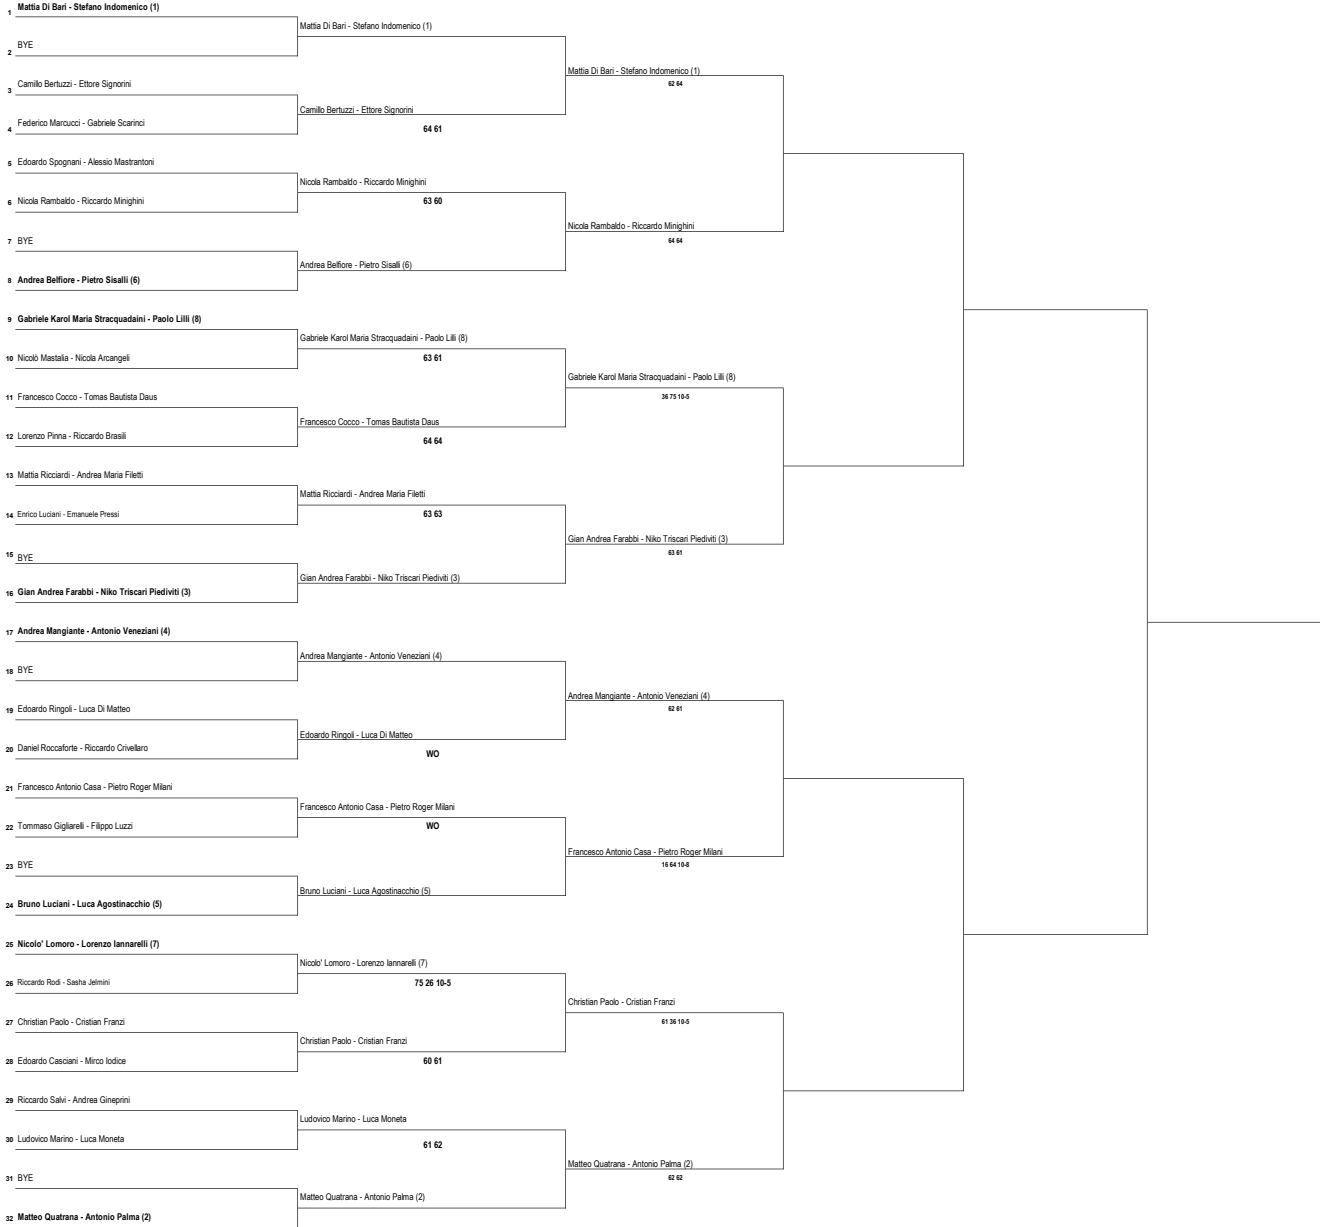 1 Mattia Di Bari - Stefano Indomenico (1)
Mattia Di Bari - Stefano Indomenico (1)
2 BYE
Mattia Di Bari - Stefano Indomenico (1)
62 64
3 Camillo Bertuzzi - Ettore Signorini
Camillo Bertuzzi - Ettore Signorini
64 61
4 Federico Marcucci - Gabriele Scarinci
5 Edoardo Spognani - Alessio Mastrantoni
Nicola Rambaldo - Riccardo Minighini
63 60
6 Nicola Rambaldo - Riccardo Minighini
Nicola Rambaldo - Riccardo Minighini
64 64
7 BYE
Andrea Belfiore - Pietro Sisalli (6)
8 Andrea Belfiore - Pietro Sisalli (6)
9 Gabriele Karol Maria Stracquadaini - Paolo Lilli (8)
Gabriele Karol Maria Stracquadaini - Paolo Lilli (8)
63 61
10 Nicolò Mastalia - Nicola Arcangeli
Gabriele Karol Maria Stracquadaini - Paolo Lilli (8)
36 75 10-5
11 Francesco Cocco - Tomas Bautista Daus
Francesco Cocco - Tomas Bautista Daus
64 64
12 Lorenzo Pinna - Riccardo Brasili
13 Mattia Ricciardi - Andrea Maria Filetti
Mattia Ricciardi - Andrea Maria Filetti
63 63
14 Enrico Luciani - Emanuele Pressi
Gian Andrea Farabbi - Niko Triscari Piediviti (3)
63 61
15 BYE
Gian Andrea Farabbi - Niko Triscari Piediviti (3)
16 Gian Andrea Farabbi - Niko Triscari Piediviti (3)
17 Andrea Mangiante - Antonio Veneziani (4)
Andrea Mangiante - Antonio Veneziani (4)
18 BYE
Andrea Mangiante - Antonio Veneziani (4)
62 61
19 Edoardo Ringoli - Luca Di Matteo
Edoardo Ringoli - Luca Di Matteo
WO
20 Daniel Roccaforte - Riccardo Crivellaro
21 Francesco Antonio Casa - Pietro Roger Milani
Francesco Antonio Casa - Pietro Roger Milani
WO
22 Tommaso Gigliarelli - Filippo Luzzi
Francesco Antonio Casa - Pietro Roger Milani
16 64 10-8
23 BYE
Bruno Luciani - Luca Agostinacchio (5)
24 Bruno Luciani - Luca Agostinacchio (5)
25 Nicolo' Lomoro - Lorenzo Iannarelli (7)
Nicolo' Lomoro - Lorenzo Iannarelli (7)
75 26 10-5
26 Riccardo Rodi - Sasha Jelmini
Christian Paolo - Cristian Franzi
61 36 10-5
27 Christian Paolo - Cristian Franzi
Christian Paolo - Cristian Franzi
60 61
28 Edoardo Casciani - Mirco Iodice
29 Riccardo Salvi - Andrea Gineprini
Ludovico Marino - Luca Moneta
61 62
30 Ludovico Marino - Luca Moneta
Matteo Quatrana - Antonio Palma (2)
62 62
31 BYE
Matteo Quatrana - Antonio Palma (2)
32 Matteo Quatrana - Antonio Palma (2)